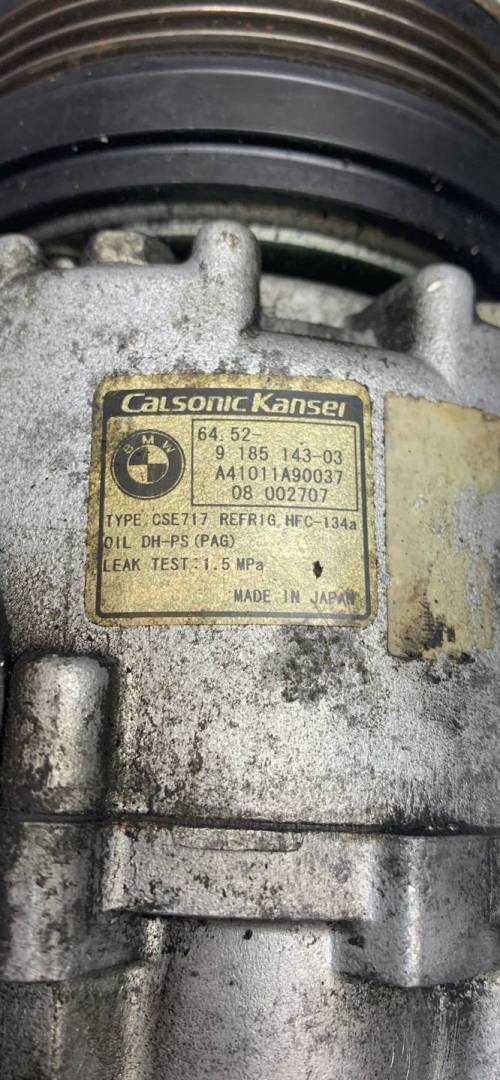 CALSONIC KANSEI
BMW
64. 52-
9 185 143-03
A41011A90037
08 002707
TYPE. CSE717 REFRIG. HFC-134a
OIL DH-PS (PAG)
LEAK TEST:1.5 MPa
MADE IN JAPAN